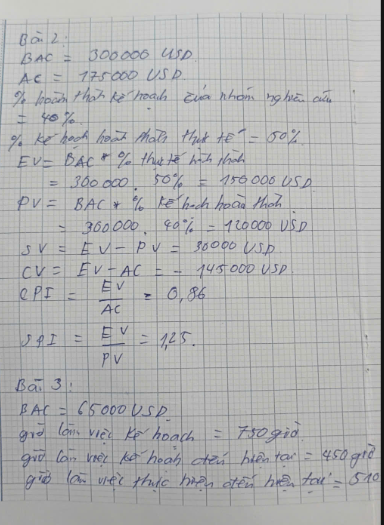 Bài 2:
BAC = 300000 USD
AC = 175000 USD.
% hoàn thành kế hoạch của nhóm nghiên cứu
= 40%.
% kế hoạch hoàn thành thực tế = 50%.
EV = BAC * % thực tế hoàn thành
= 300000. 50% = 150000 USD
PV = BAC * % kế hoạch hoàn thành
= 300000. 40% = 120000 USD
SV = EV - PV = 30000 USD.
CV = EV - AC = - 145000 USD.
CPI = EV/AC = 0,86
SPI = EV/PV = 1,25.
Bài 3:
BAC = 65000 USD.
giờ làm việc kế hoạch = 750 giờ.
giờ làm việc kế hoạch đến hiện tại = 450 giờ
giờ làm việc thực hiện đến hiện tại = 510